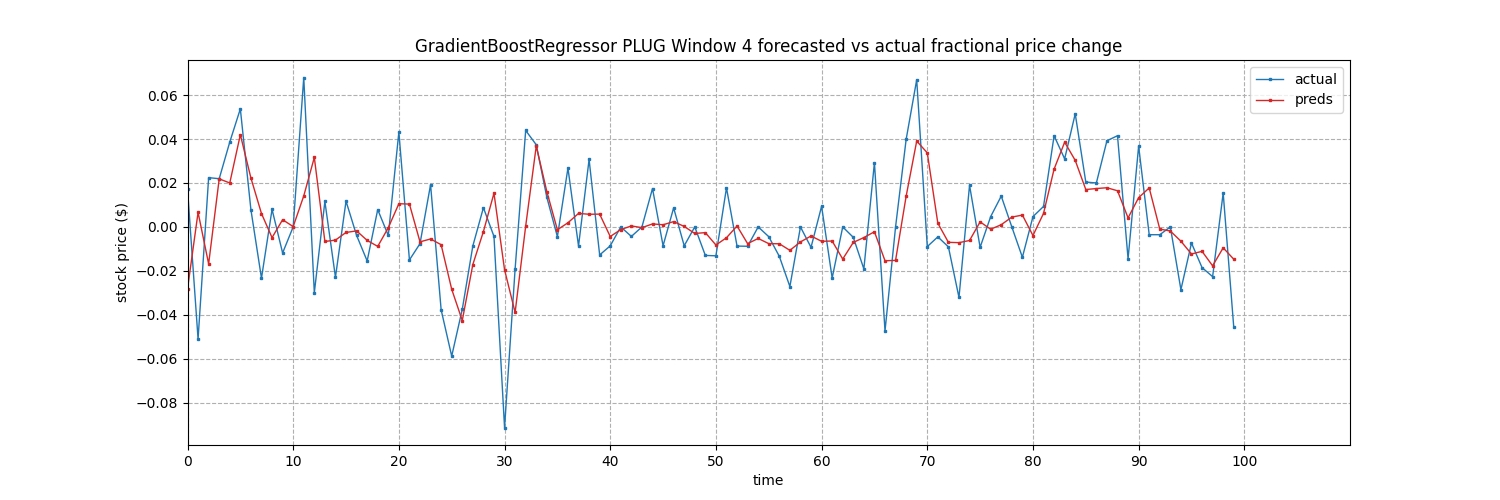 GradientBoostRegressor PLUG Window 4 forecasted vs actual fractional price change
actual
preds
0.06
0.04
0.02
0.00
−0.02
−0.04
−0.06
−0.08
stock price ($)
0 10 20 30 40 50 60 70 80 90 100
time